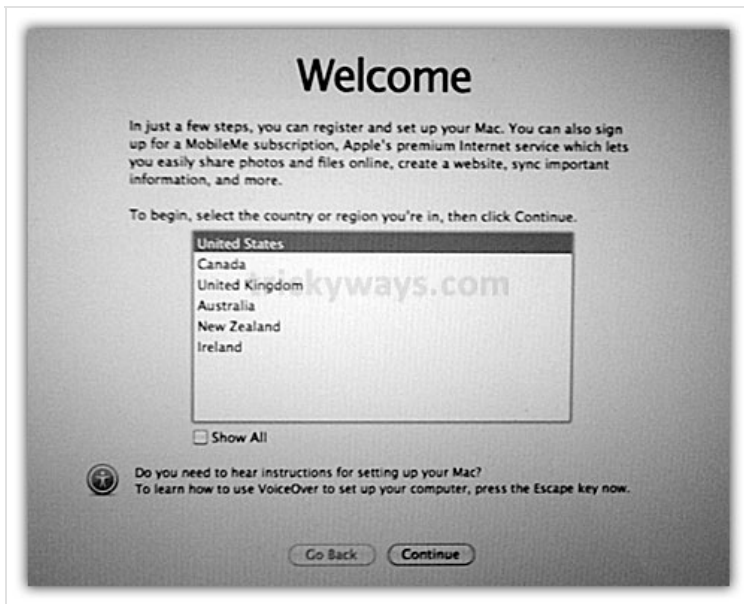 Welcome
In just a few steps, you can register and set up your Mac. You can also sign
up for a MobileMe subscription, Apple's premium Internet service which lets
you easily share photos and files online, create a website, sync important
information, and more.
To begin, select the country or region you're in, then click Continue.
United States
Canada
United Kingdom
trickyways.com
Australia
New Zealand
Ireland
Show All
Do you need to hear instructions for setting up your Mac?
To learn how to use VoiceOver to set up your computer, press the Escape key now.
Go Back
Continue